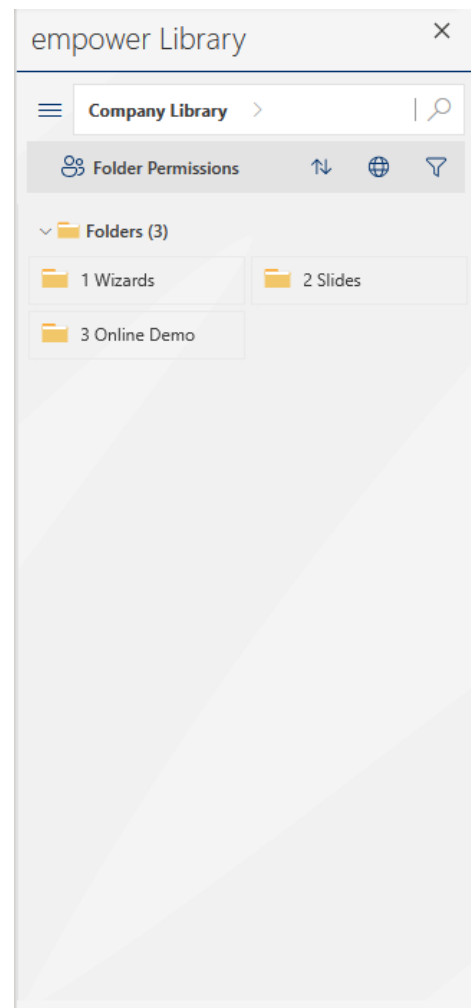 empower Library
Company Library
Folder Permissions
Folders (3)
1 Wizards
2 Slides
3 Online Demo